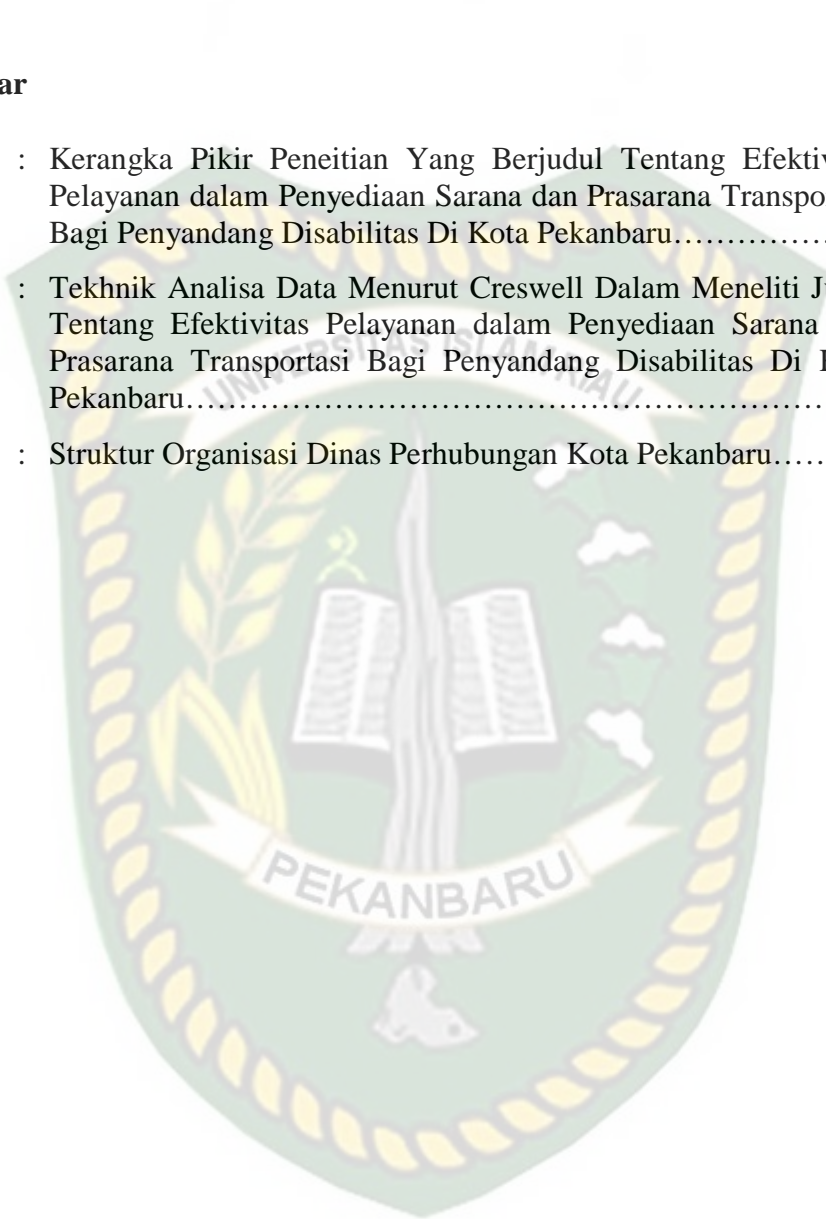 ar
: Kerangka Pikir Peneitian Yang Berjudul Tentang Efektiv
Pelayanan dalam Penyediaan Sarana dan Prasarana Transpo
Bagi Penyandang Disabilitas Di Kota Pekanbaru……………
: Tekhnik Analisa Data Menurut Creswell Dalam Meneliti J
Tentang Efektivitas Pelayanan dalam Penyediaan Sarana
Prasarana Transportasi Bagi Penyandang Disabilitas Di
Pekanbaru……………………………………………………………
: Struktur Organisasi Dinas Perhubungan Kota Pekanbaru……
UNIVERSITAS ISLAM RIAU
PEKANBARU